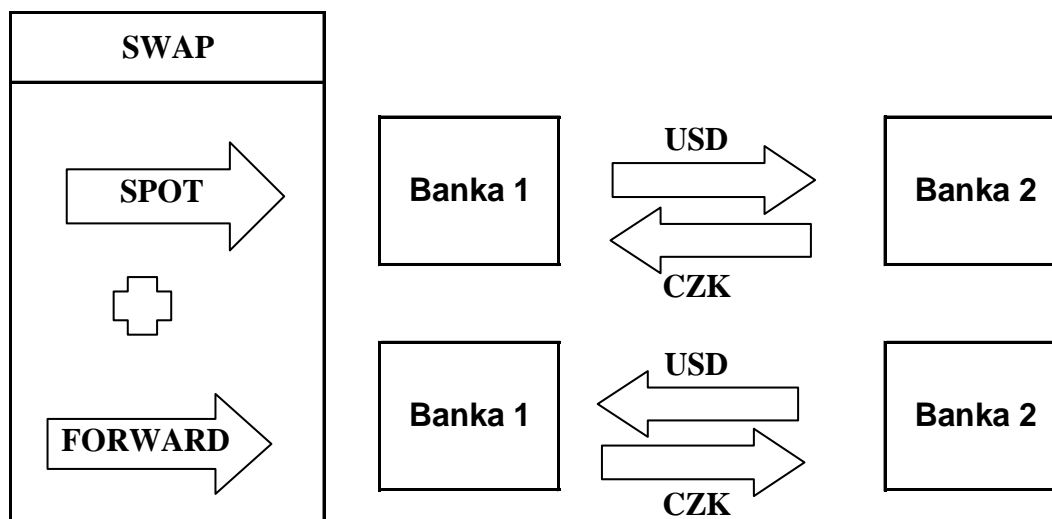 SWAP
SPOT
FORWARD
USD
Banka 1
Banka 2
CZK
USD
Banka 1
Banka 2
CZK